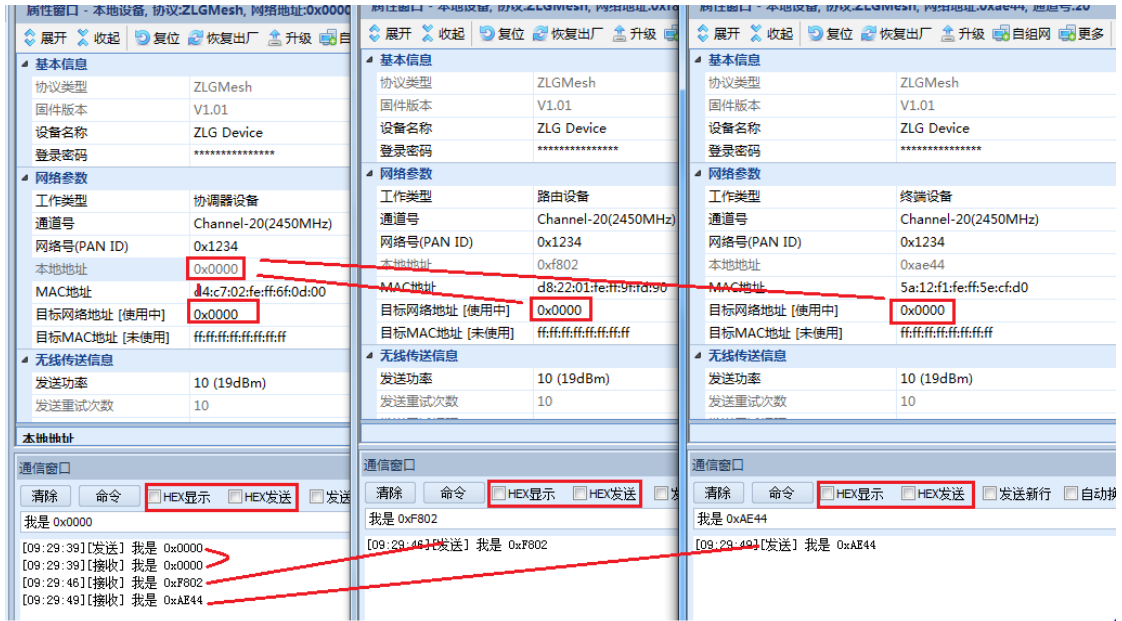 属性窗口 - 本地设备, 协议:ZLGMesh, 网络地址:0x0000
展开 收起 复位 恢复出厂 升级 自
基本信息
协议类型 ZLGMesh
固件版本 V1.01
设备名称 ZLG Device
登录密码 ***************
网络参数
工作类型 协调器设备
通道号 Channel-20(2450MHz)
网络号(PAN ID) 0x1234
本地地址 0x0000
MAC地址 d4:c7:02:fe:ff:6f:0d:00
目标网络地址 [使用中] 0x0000
目标MAC地址 [未使用] ff:ff:ff:ff:ff:ff:ff:ff
无线传送信息
发送功率 10 (19dBm)
发送重试次数 10
本地地址
通信窗口
清除 命令 HEX显示 HEX发送 发送
我是 0x0000
[09:29:39][发送] 我是 0x0000
[09:29:39][接收] 我是 0x0000
[09:29:46][接收] 我是 0xF802
[09:29:49][接收] 我是 0xAE44
属性窗口 - 本地设备, 协议:ZLGMesh, 网络地址:0xf8
展开 收起 复位 恢复出厂 升级
基本信息
协议类型 ZLGMesh
固件版本 V1.01
设备名称 ZLG Device
登录密码 ***************
网络参数
工作类型 路由设备
通道号 Channel-20(2450MHz)
网络号(PAN ID) 0x1234
本地地址 0xf802
MAC地址 d8:22:01:fe:ff:9f:fd:90
目标网络地址 [使用中] 0x0000
目标MAC地址 [未使用] ff:ff:ff:ff:ff:ff:ff:ff
无线传送信息
发送功率 10 (19dBm)
发送重试次数 10
通信窗口
清除 命令 HEX显示 HEX发送
我是 0xF802
[09:29:46][发送] 我是 0xF802
属性窗口 - 本地设备, 协议:ZLGMesh, 网络地址:0xae44, 通道号:20
展开 收起 复位 恢复出厂 升级 自组网 更多
基本信息
协议类型 ZLGMesh
固件版本 V1.01
设备名称 ZLG Device
登录密码 ***************
网络参数
工作类型 终端设备
通道号 Channel-20(2450MHz)
网络号(PAN ID) 0x1234
本地地址 0xae44
MAC地址 5a:12:f1:fe:ff:5e:cf:d0
目标网络地址 [使用中] 0x0000
目标MAC地址 [未使用] ff:ff:ff:ff:ff:ff:ff:ff
无线传送信息
发送功率 10 (19dBm)
发送重试次数 10
通信窗口
清除 命令 HEX显示 HEX发送 发送新行 自动换
我是 0xAE44
[09:29:49][发送] 我是 0xAE44